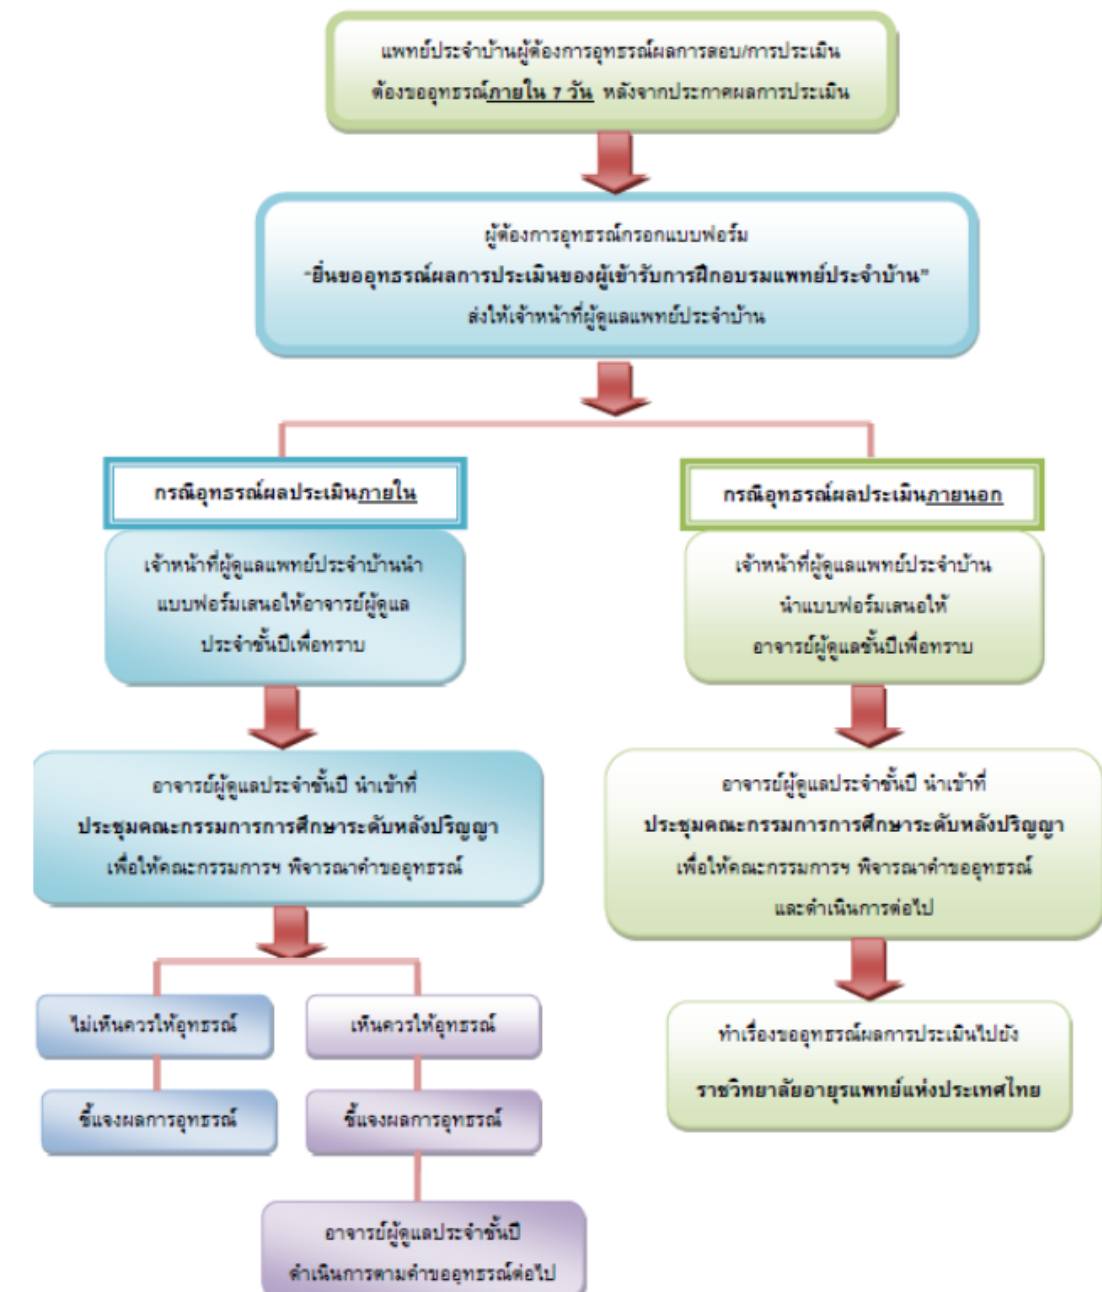 แพทย์ประจำบ้านผู้ต้องการอุทธรณ์ผลการสอบ/การประเมิน
ต้องขออุทธรณ์ภายใน 7 วัน หลังจากประกาศผลการประเมิน
ผู้ต้องการอุทธรณ์กรอกแบบฟอร์ม
"ยื่นขออุทธรณ์ผลการประเมินของผู้เข้ารับการฝึกอบรมแพทย์ประจำบ้าน"
ส่งให้เจ้าหน้าที่ผู้ดูแลแพทย์ประจำบ้าน
กรณีอุทธรณ์ผลประเมินภายใน
เจ้าหน้าที่ผู้ดูแลแพทย์ประจำบ้านนำ
แบบฟอร์มเสนอให้อาจารย์ผู้ดูแล
ประจำชั้นปีเพื่อทราบ
อาจารย์ผู้ดูแลประจำชั้นปี นำเข้าที่
ประชุมคณะกรรมการการศึกษาระดับหลังปริญญา
เพื่อให้คณะกรรมการฯ พิจารณาคำขออุทธรณ์
ไม่เห็นควรให้อุทธรณ์
ชี้แจงผลการอุทธรณ์
เห็นควรให้อุทธรณ์
ชี้แจงผลการอุทธรณ์
อาจารย์ผู้ดูแลประจำชั้นปี
ดำเนินการตามคำขออุทธรณ์ต่อไป
กรณีอุทธรณ์ผลประเมินภายนอก
เจ้าหน้าที่ผู้ดูแลแพทย์ประจำบ้าน
นำแบบฟอร์มเสนอให้
อาจารย์ผู้ดูแลชั้นปีเพื่อทราบ
อาจารย์ผู้ดูแลประจำชั้นปี นำเข้าที่
ประชุมคณะกรรมการการศึกษาระดับหลังปริญญา
เพื่อให้คณะกรรมการฯ พิจารณาคำขออุทธรณ์
และดำเนินการต่อไป
ทำเรื่องขออุทธรณ์ผลการประเมินไปยัง
ราชวิทยาลัยอายุรแพทย์แห่งประเทศไทย